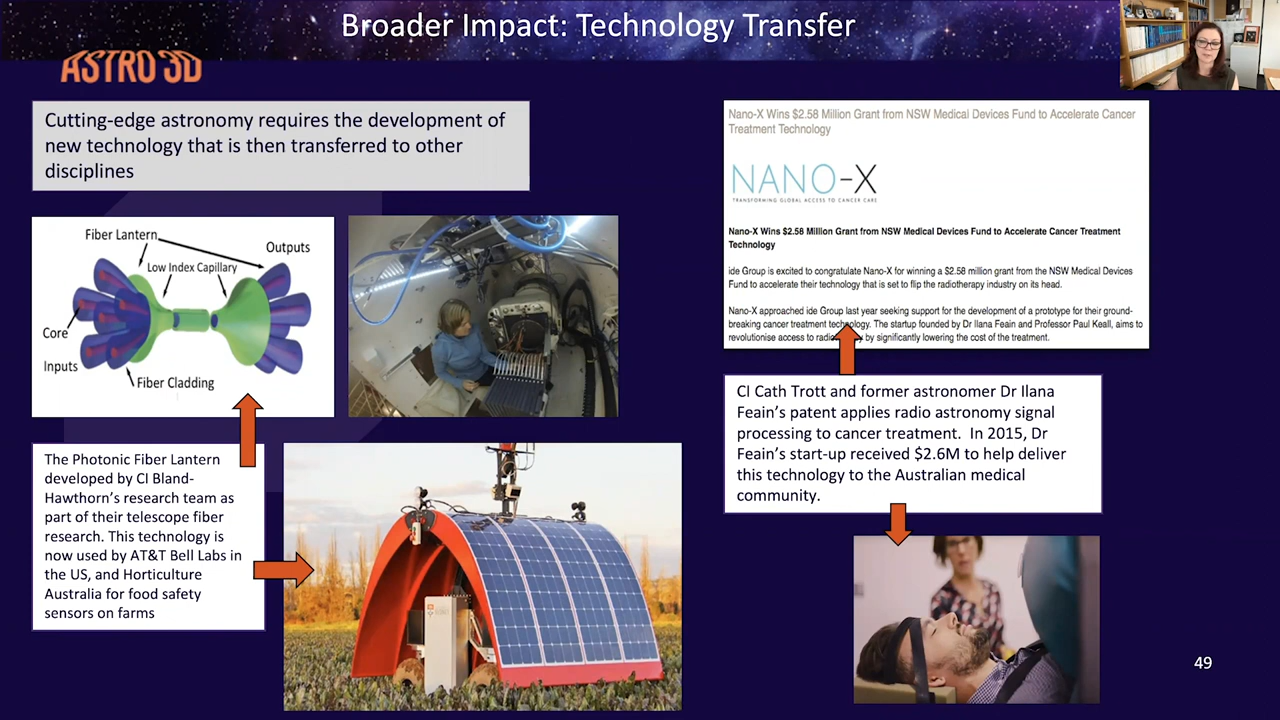 Broader Impact: Technology Transfer
ASTRO 3D
Cutting-edge astronomy requires the development of
new technology that is then transferred to other
disciplines
Fiber Lantern
Outputs
Low Index Capillary
Core
Inputs
Fiber Cladding
The Photonic Fiber Lantern
developed by CI Bland-
Hawthorn's research team as
part of their telescope fiber
research. This technology is
now used by AT&T Bell Labs in
the US, and Horticulture
Australia for food safety
sensors on farms
Nano-X Wins $2.58 Million Grant from NSW Medical Devices Fund to Accelerate Cancer
Treatment Technology
NANO-X
TRANSFORMING GLOBAL ACCESS TO CANCER CARE
Nano-X Wins $2.58 Million Grant from NSW Medical Devices Fund to Accelerate Cancer Treatment
Technology
ide Group is excited to congratulate Nano-X for winning a $2.58 million grant from the NSW Medical Devices
Fund to accelerate their technology that is set to flip the radiotherapy industry on its head.
Nano-X approached ide Group last year seeking support for the development of a prototype for their ground-
breaking cancer treatment technology. The startup founded by Dr Ilana Feain and Professor Paul Keall, aims to
revolutionise access to by significantly lowering the cost of the treatment.
CI Cath Trott and former astronomer Dr Ilana
Feain's patent applies radio astronomy signal
processing to cancer treatment. In 2015, Dr
Feain's start-up received $2.6M to help deliver
this technology to the Australian medical
community.
49